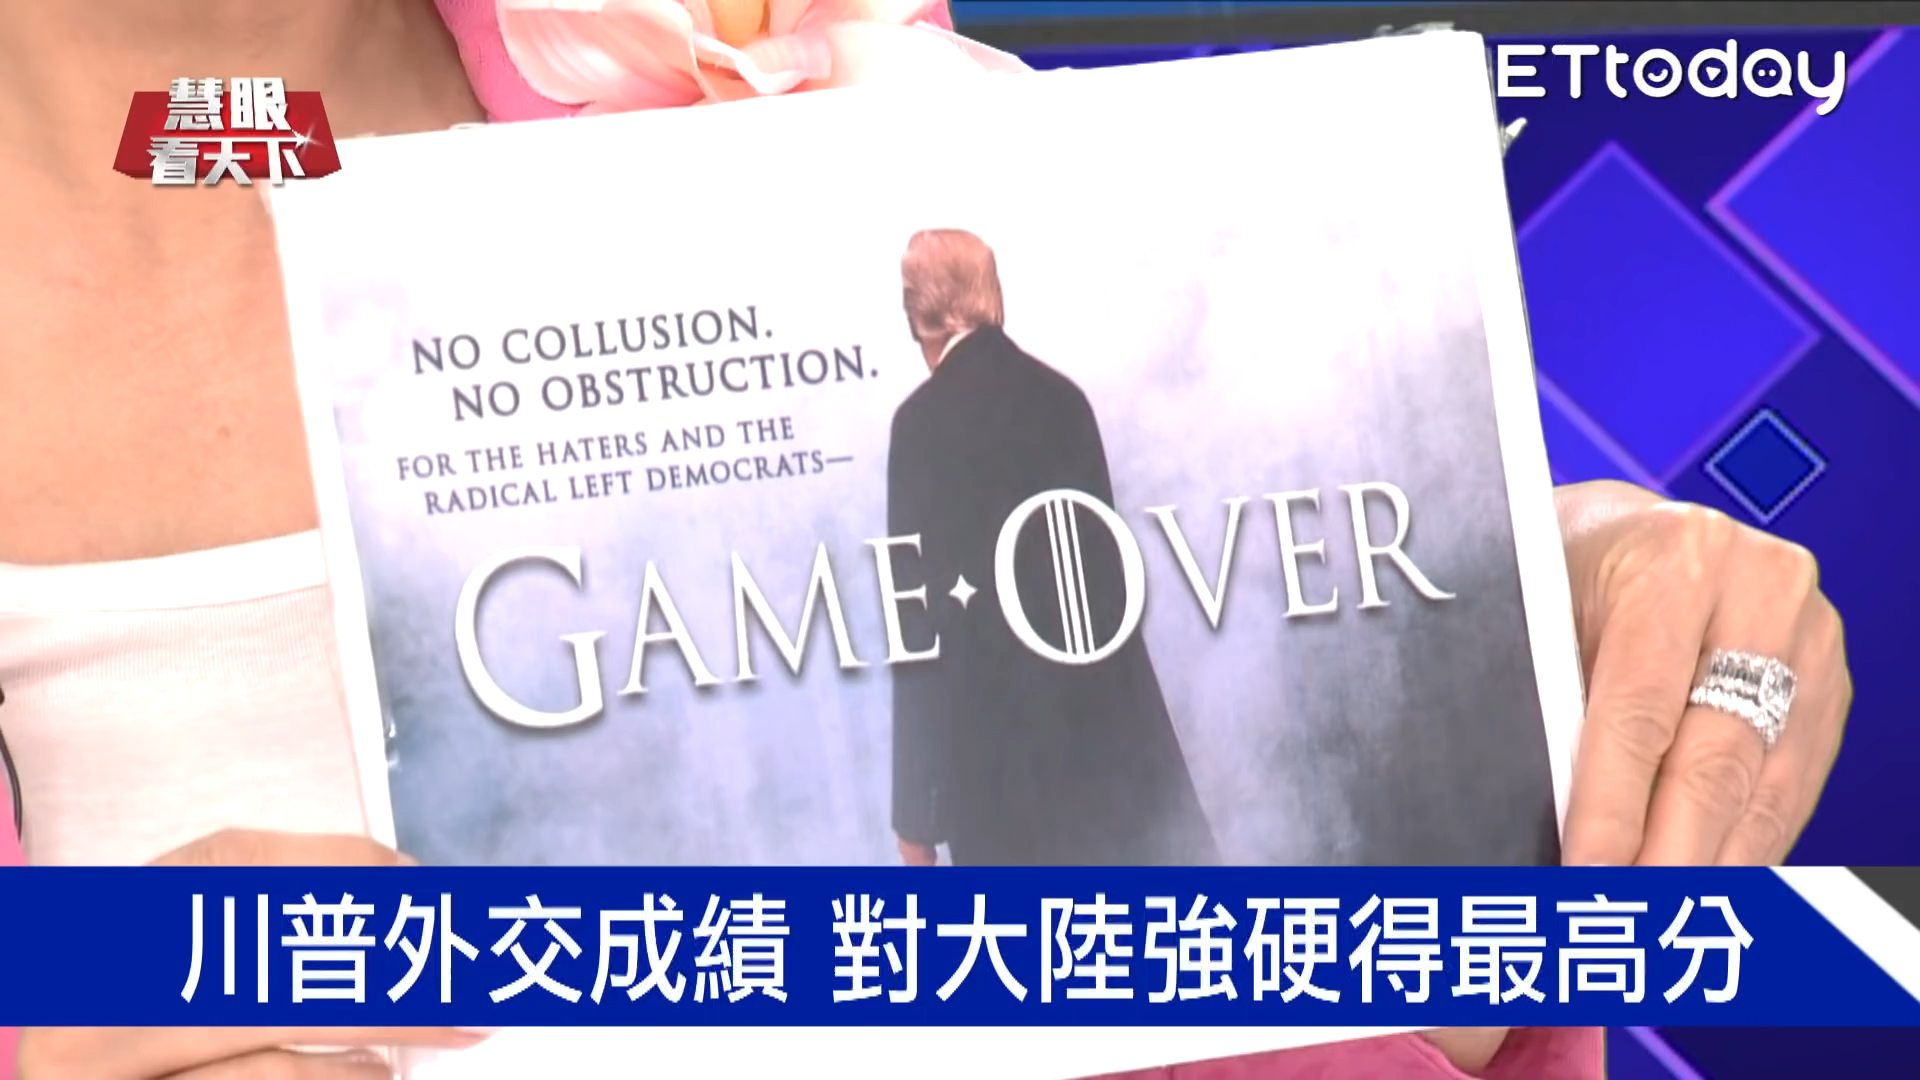 慧眼
看天下
ETtoday
NO COLLUSION.
NO OBSTRUCTION.
FOR THE HATERS AND THE
RADICAL LEFT DEMOCRATS—
GAME OVER
川普外交成績 對大陸強硬得最高分